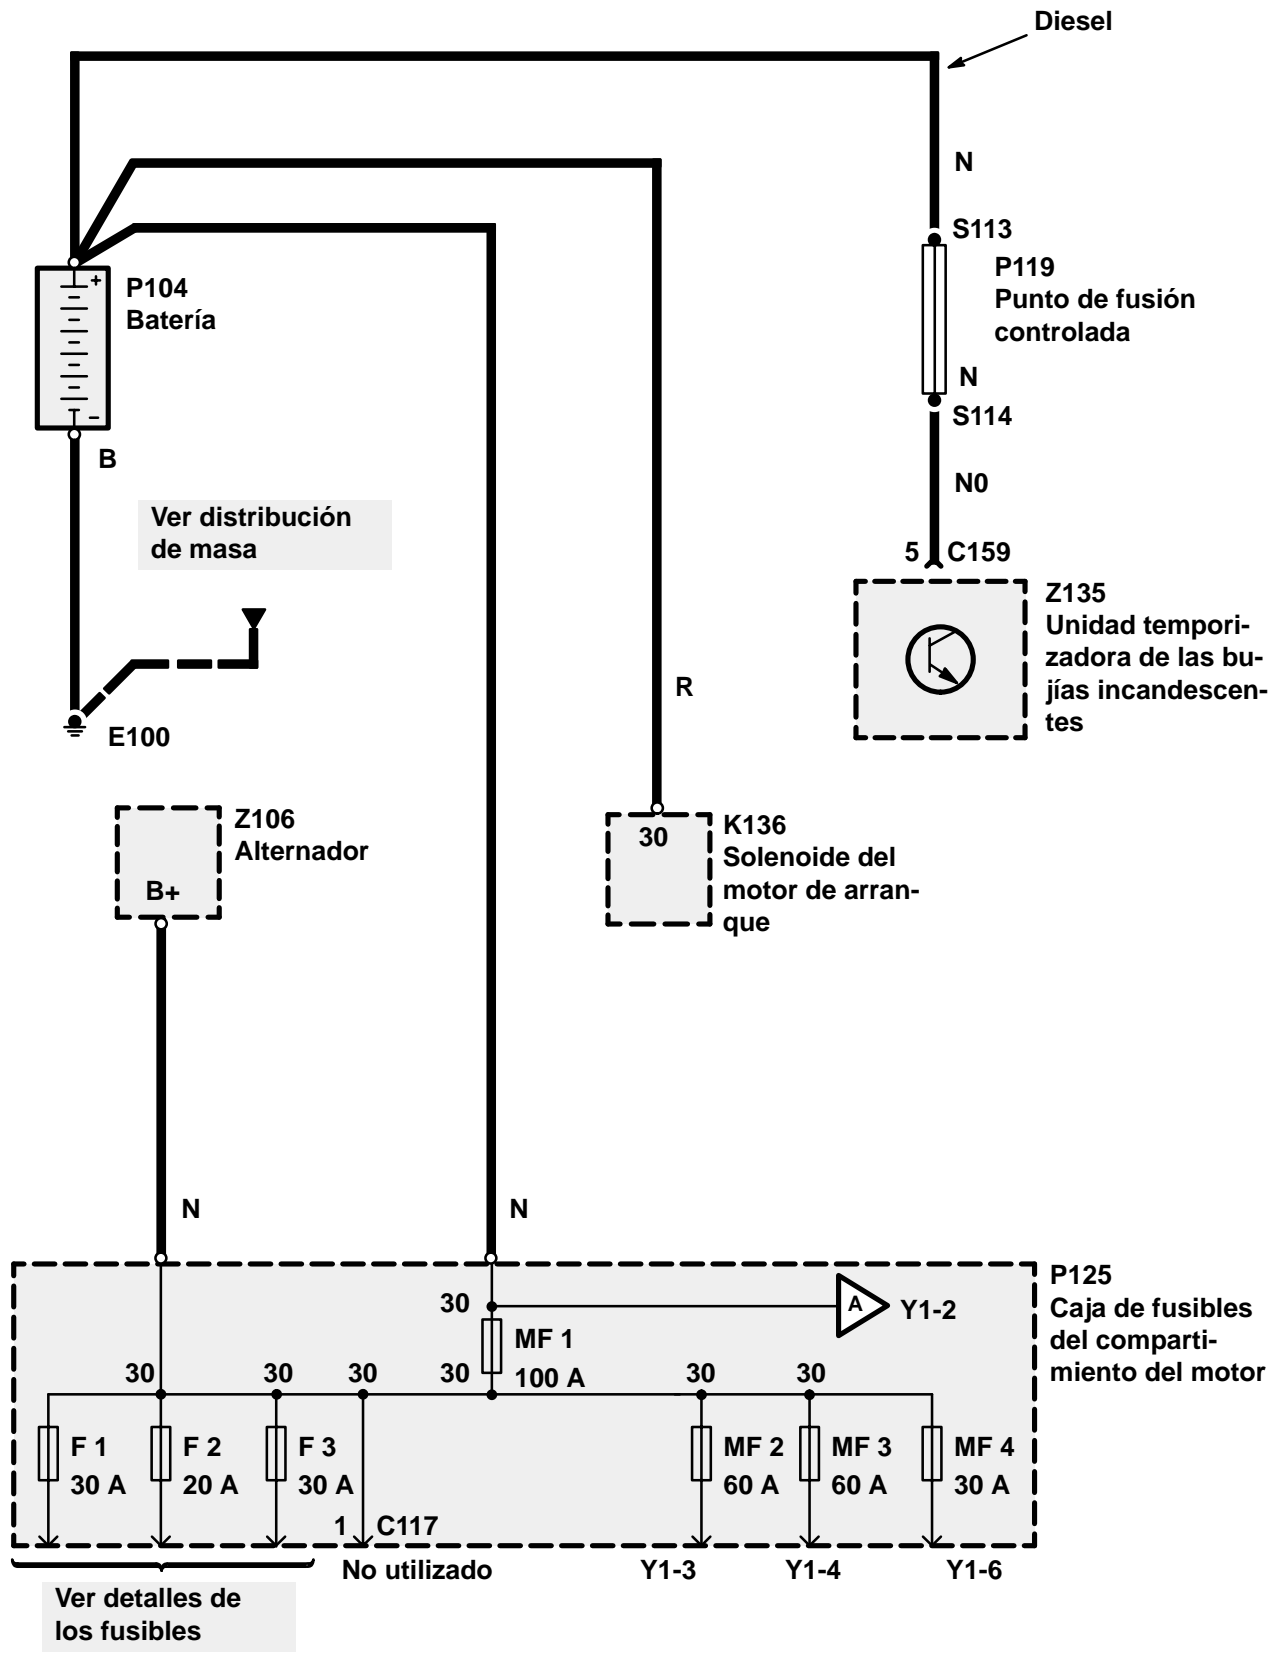 Diesel
N
S113
P119
Punto de fusión
controlada
N
S114
N0
5 C159
Z135
Unidad tempori-
zadora de las bu-
jías incandescen-
tes
+
P104
Batería
–
B
Ver distribución
de masa
E100
R
Z106
Alternador
B+
30
K136
Solenoide del
motor de arran-
que
N
N
P125
Caja de fusibles
del comparti-
miento del motor
30
A
Y1-2
MF 1
100 A
30
30
30
30
30
30
F 1
30 A
F 2
20 A
F 3
30 A
MF 2
60 A
MF 3
60 A
MF 4
30 A
1 C117
No utilizado
Y1-3
Y1-4
Y1-6
Ver detalles de
los fusibles